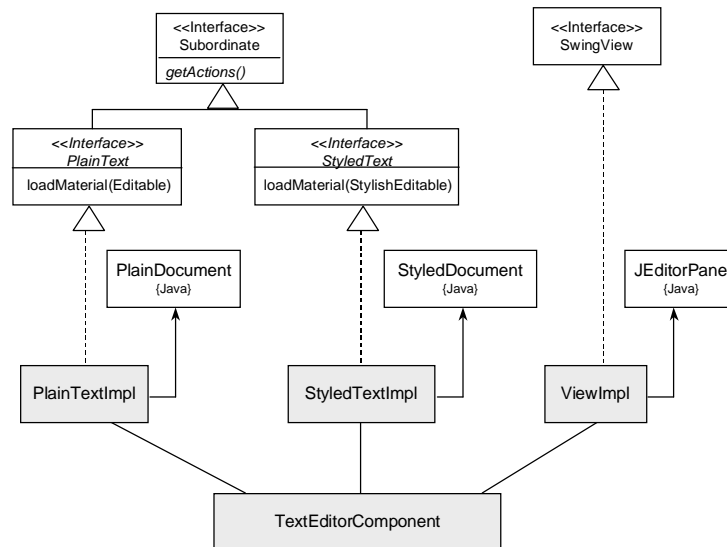 <<Interface>>
Subordinate
getActions()
<<Interface>>
SwingView
<<Interface>>
PlainText
loadMaterial(Editable)
<<Interface>>
StyledText
loadMaterial(StylishEditable)
PlainDocument
{Java}
StyledDocument
{Java}
JEditorPane
{Java}
PlainTextImpl
StyledTextImpl
ViewImpl
TextEditorComponent